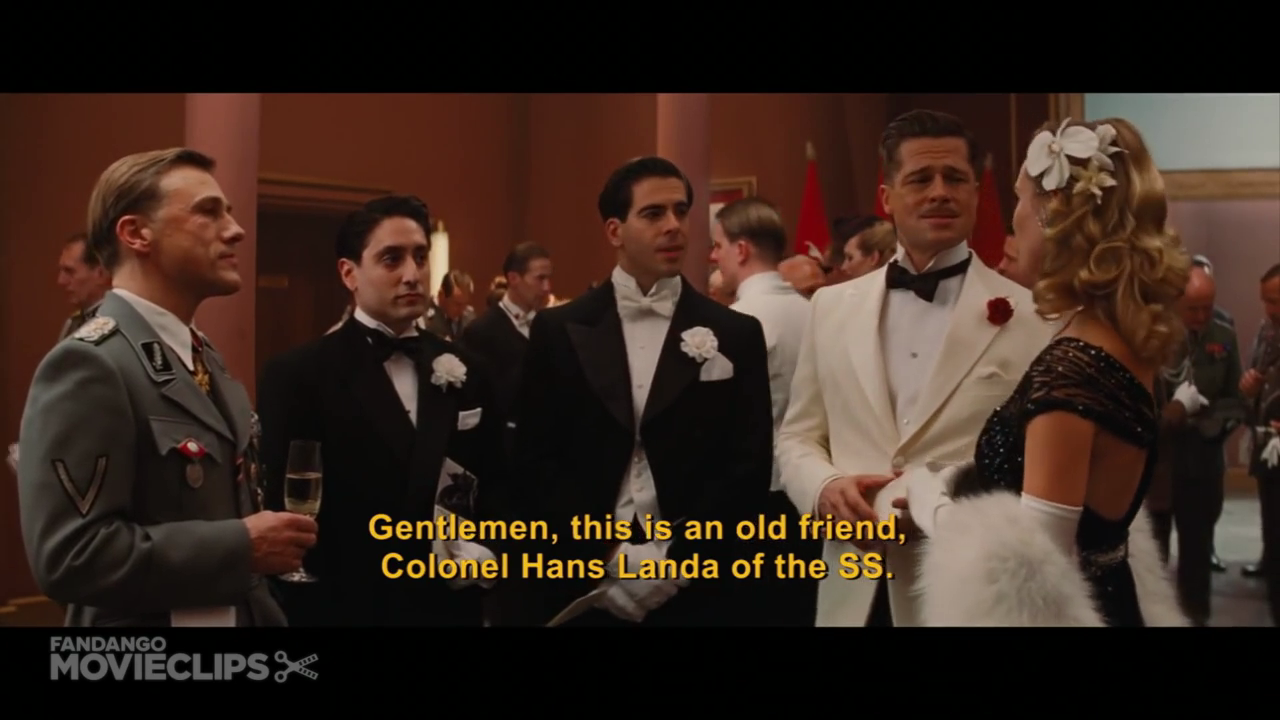 Gentlemen, this is an old friend,
Colonel Hans Landa of the SS.
FANDANGO
MOVIECLIPS